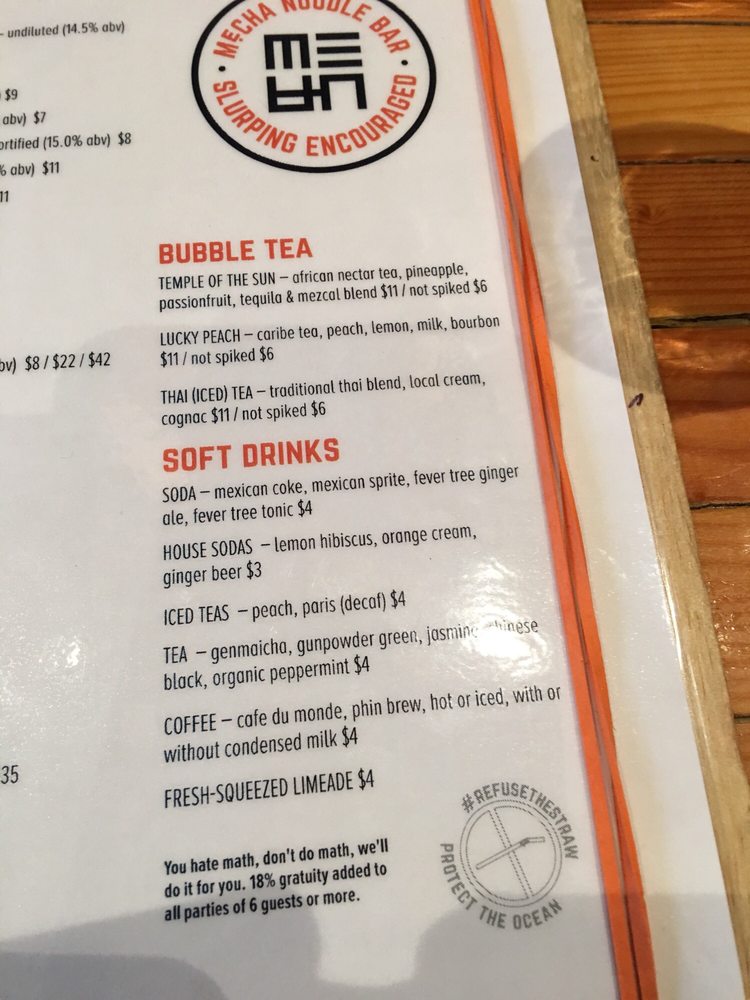 - undiluted (14.5% abv)
$9
abv) $7
ortified (15.0% abv) $8
% abv) $11
11
bv) $8 / $22 / $42
35
MECHA NOODLE BAR
SLURPING ENCOURAGED
BUBBLE TEA
TEMPLE OF THE SUN – african nectar tea, pineapple,
passionfruit, tequila & mezcal blend $11 / not spiked $6
LUCKY PEACH – caribe tea, peach, lemon, milk, bourbon
$11 / not spiked $6
THAI (ICED) TEA – traditional thai blend, local cream,
cognac $11 / not spiked $6
SOFT DRINKS
SODA – mexican coke, mexican sprite, fever tree ginger
ale, fever tree tonic $4
HOUSE SODAS – lemon hibiscus, orange cream,
ginger beer $3
ICED TEAS – peach, paris (decaf) $4
TEA – genmaicha, gunpowder green, jasmine, chinese
black, organic peppermint $4
COFFEE – cafe du monde, phin brew, hot or iced, with or
without condensed milk $4
FRESH-SQUEEZED LIMEADE $4
You hate math, don't do math, we'll
do it for you. 18% gratuity added to
all parties of 6 guests or more.
#REFUSETHESTRAW
PROTECT THE OCEAN